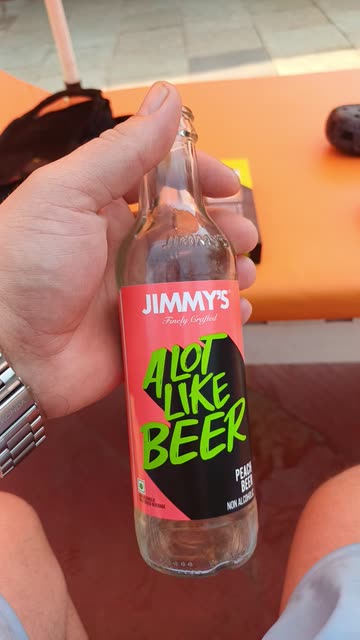 JIMMY'S
Finely Crafted
A LOT
LIKE
BEER
PEACH
BEER
NON ALCOHOLIC